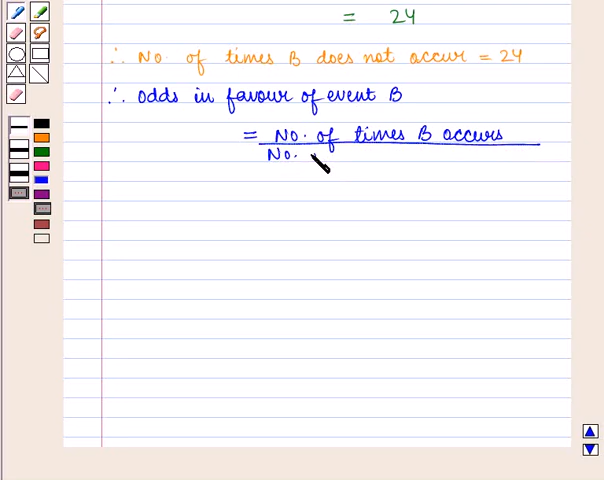 = 24
∴ No. of times B does not occur = 24
∴ Odds in favour of event B
= No. of times B occurs
No.